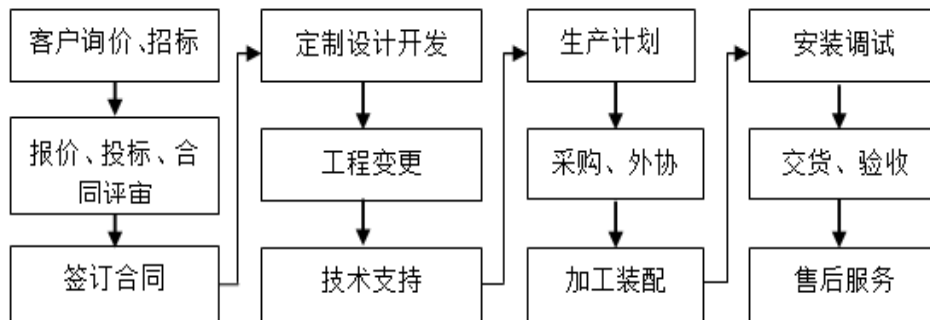 客户询价、招标
报价、投标、合
同评审
签订合同
定制设计开发
工程变更
技术支持
生产计划
采购、外协
加工装配
安装调试
交货、验收
售后服务